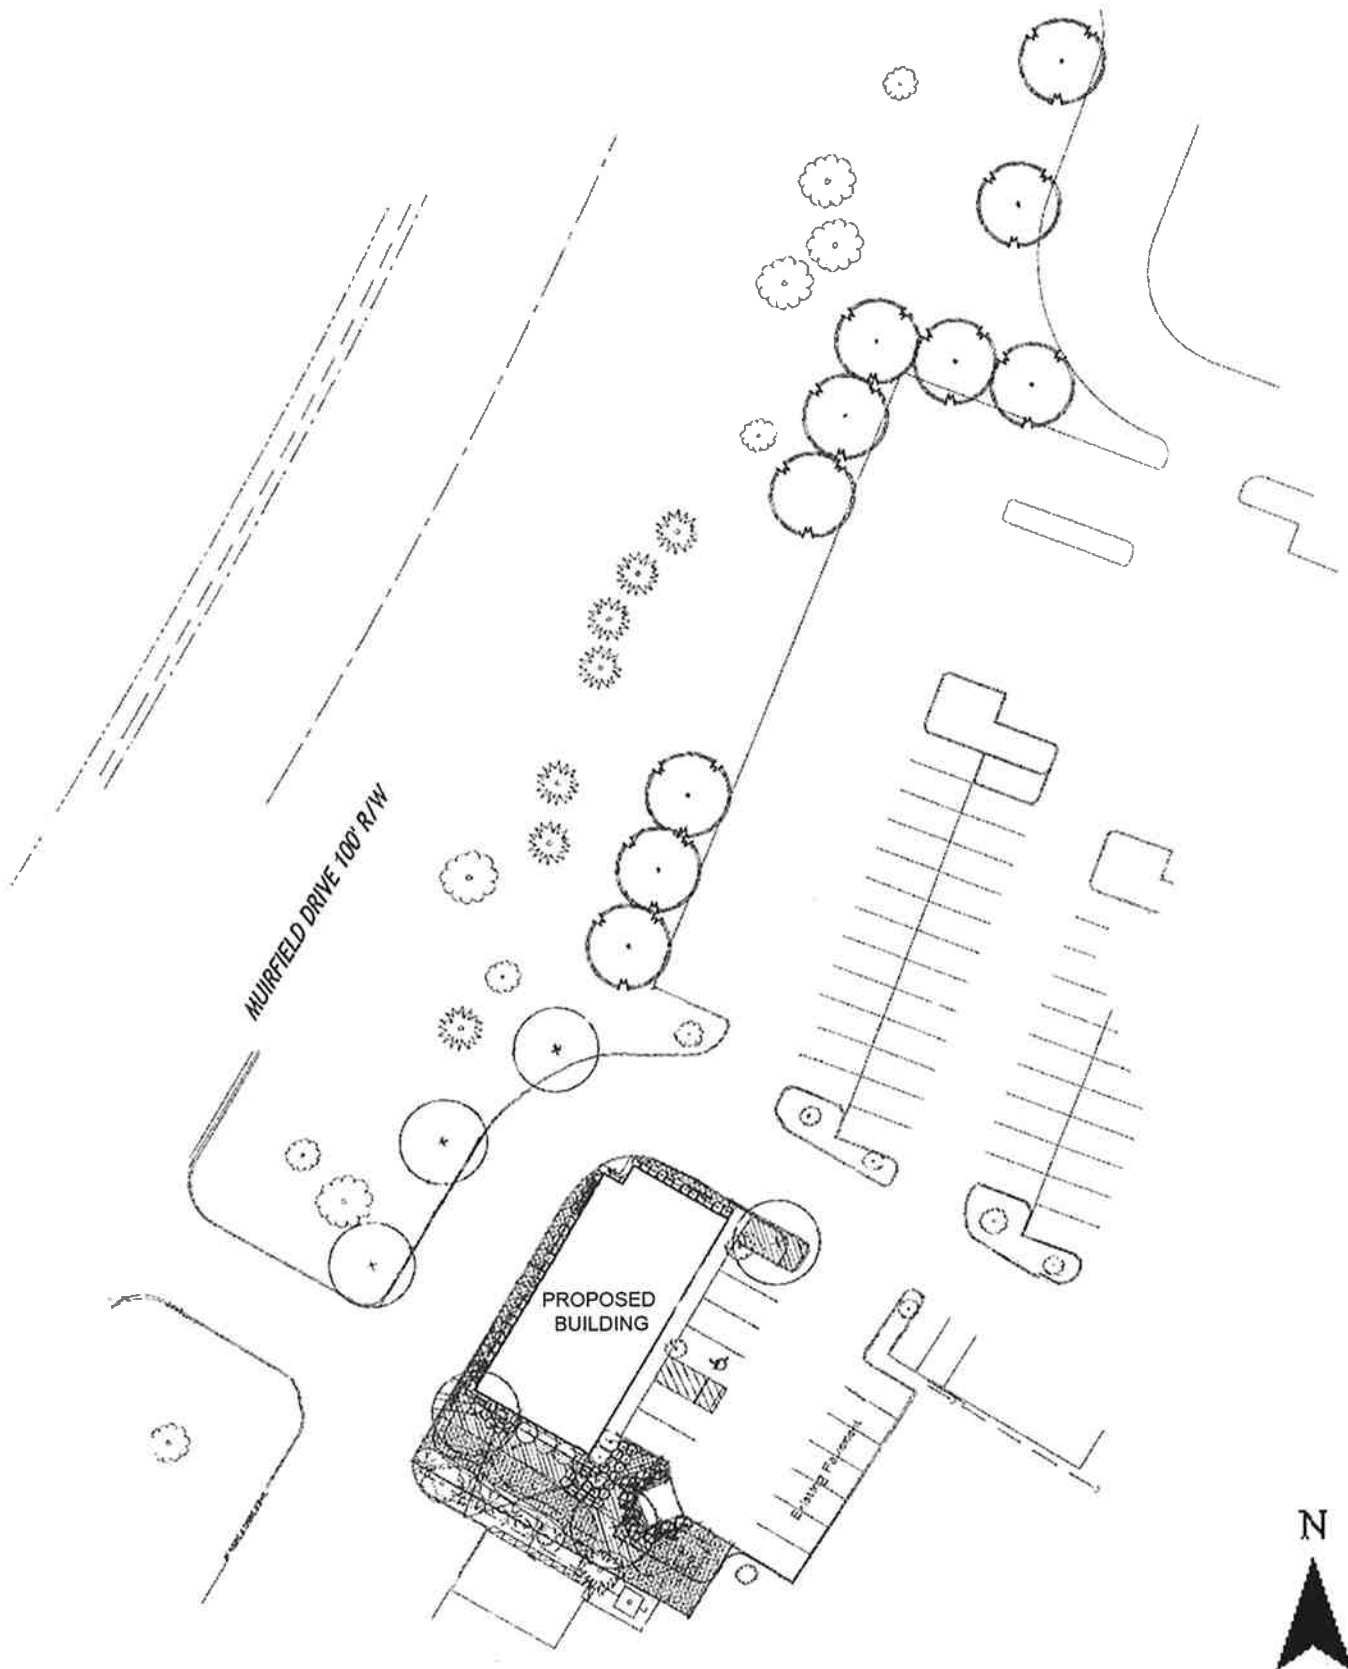 MUIRFIELD DRIVE 100' R/W
PROPOSED
BUILDING
Existing Pavement
N